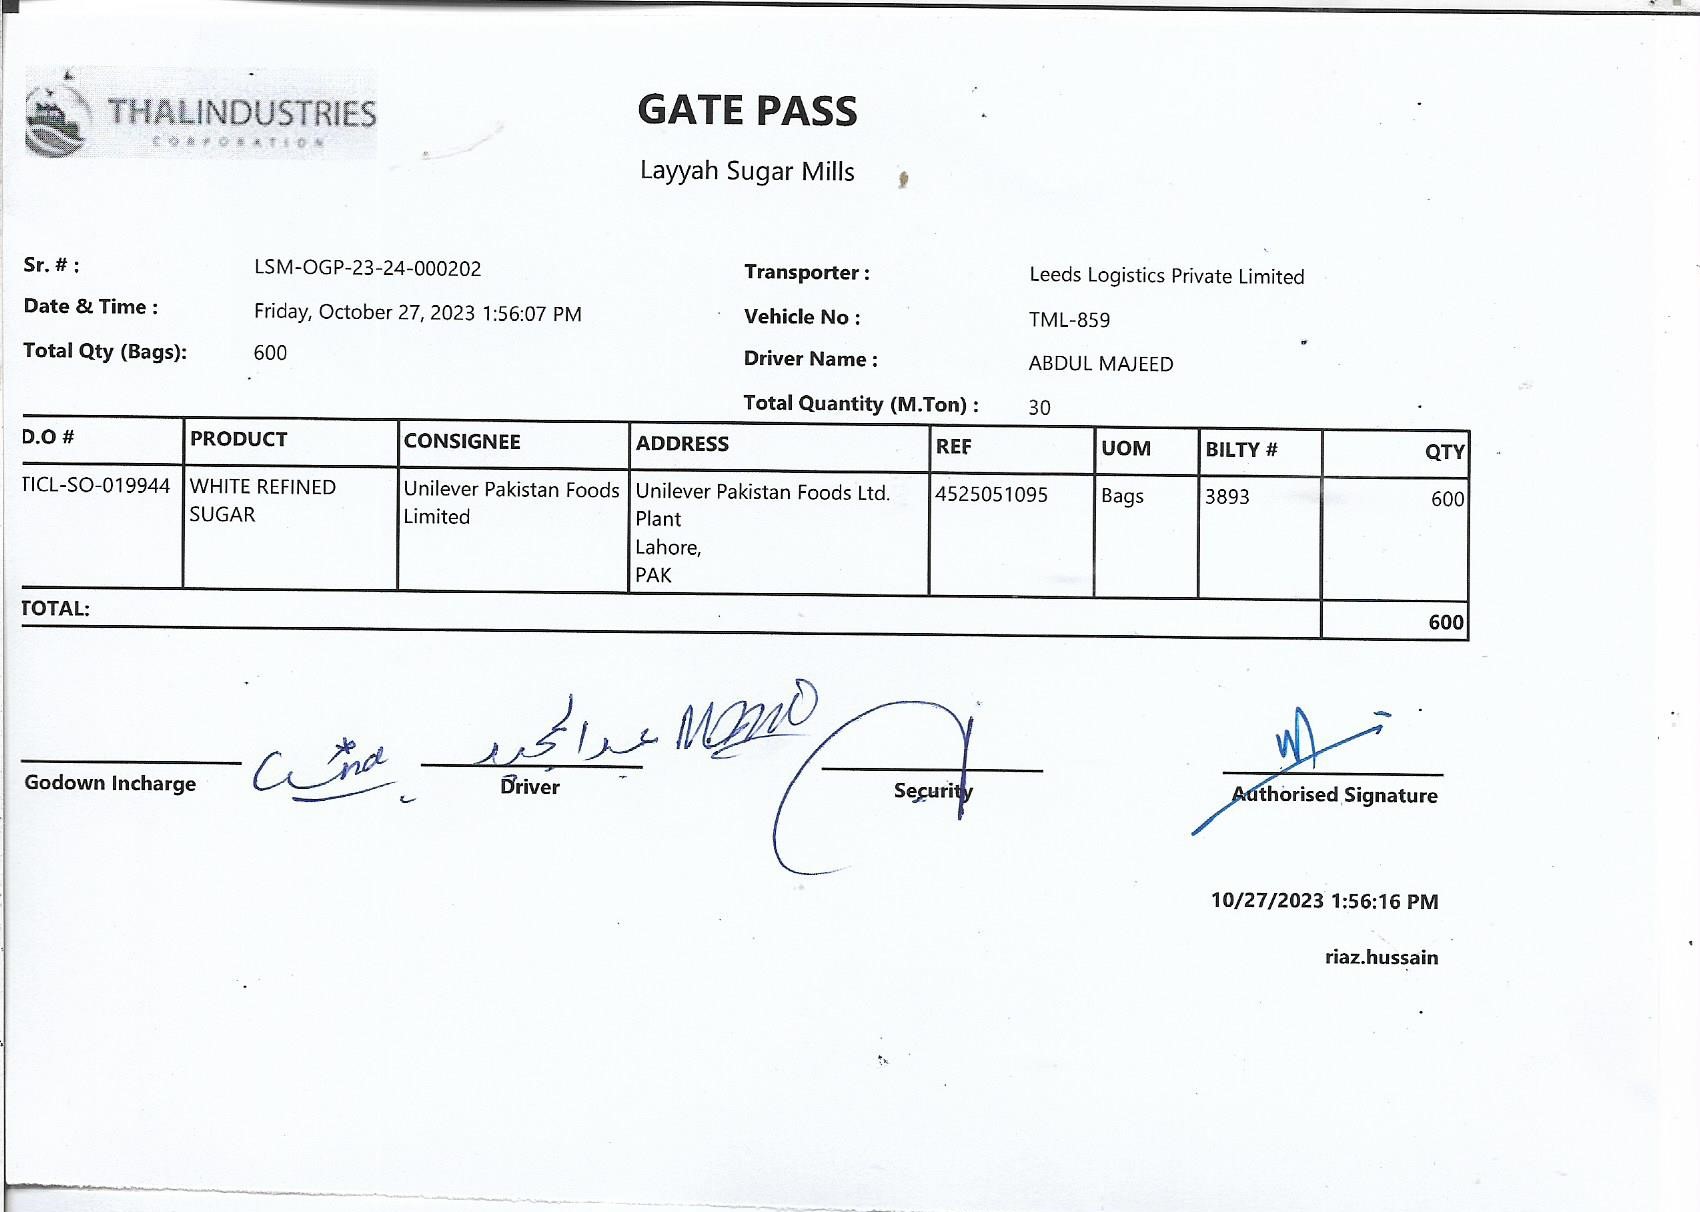 THALINDUSTRIES
CORPORATION
GATE PASS
Layyah Sugar Mills
Sr. # : LSM-OGP-23-24-000202
Date & Time : Friday, October 27, 2023 1:56:07 PM
Total Qty (Bags): 600
Transporter : Leeds Logistics Private Limited
Vehicle No : TML-859
Driver Name : ABDUL MAJEED
Total Quantity (M.Ton) : 30
D.O # PRODUCT CONSIGNEE ADDRESS REF UOM BILTY # QTY
TICL-SO-019944 WHITE REFINED Unilever Pakistan Foods Unilever Pakistan Foods Ltd. 4525051095 Bags 3893 600
SUGAR Limited Plant
Lahore,
PAK
TOTAL: 600
عبدالمجید
Godown Incharge Driver Security Authorised Signature
10/27/2023 1:56:16 PM
riaz.hussain